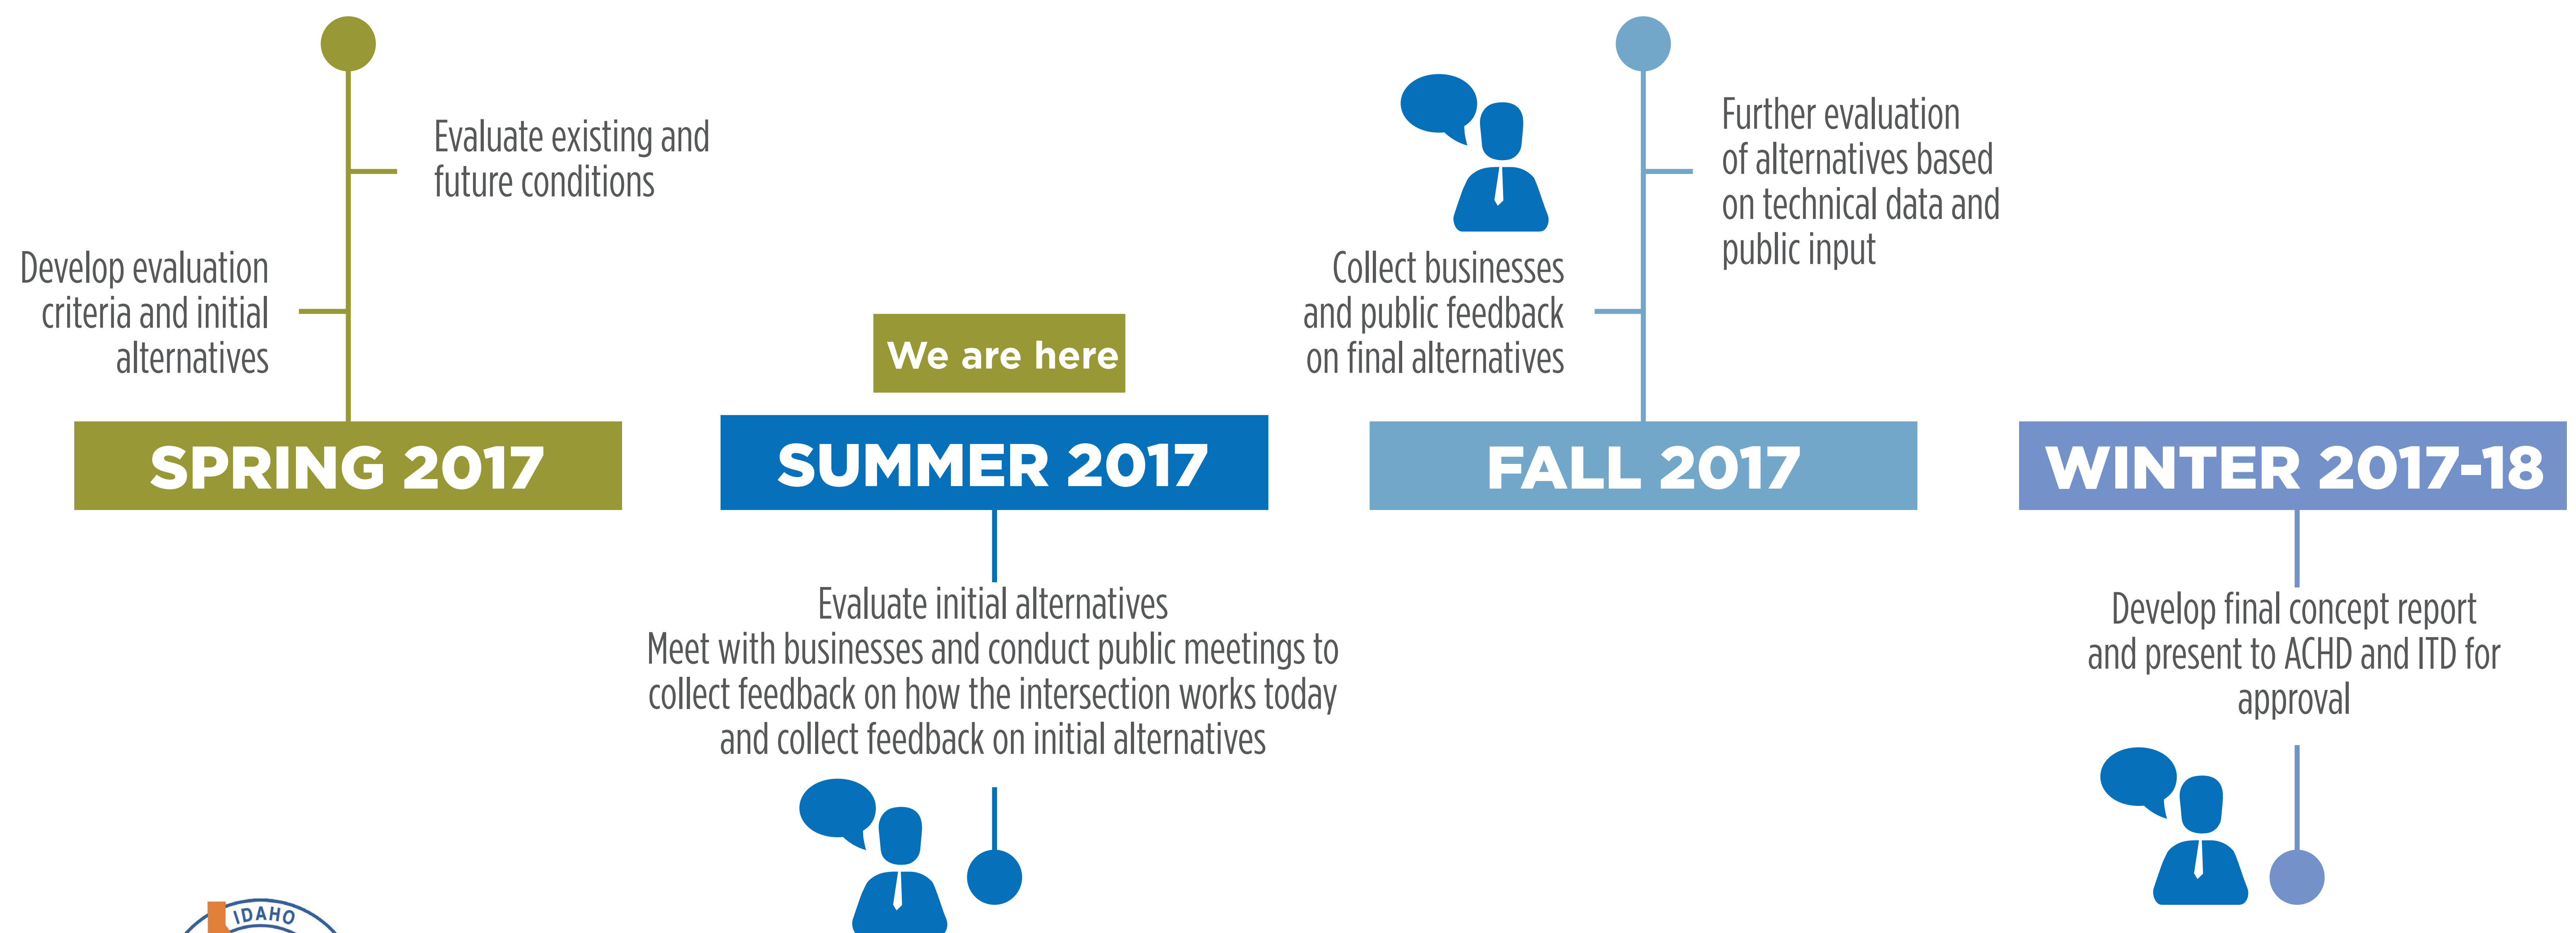 Evaluate existing and
future conditions
Develop evaluation
criteria and initial
alternatives
SPRING 2017
We are here
SUMMER 2017
Evaluate initial alternatives
Meet with businesses and conduct public meetings to
collect feedback on how the intersection works today
and collect feedback on initial alternatives
Further evaluation
of alternatives based
on technical data and
public input
Collect businesses
and public feedback
on final alternatives
FALL 2017
WINTER 2017-18
Develop final concept report
and present to ACHD and ITD for
approval
IDAHO